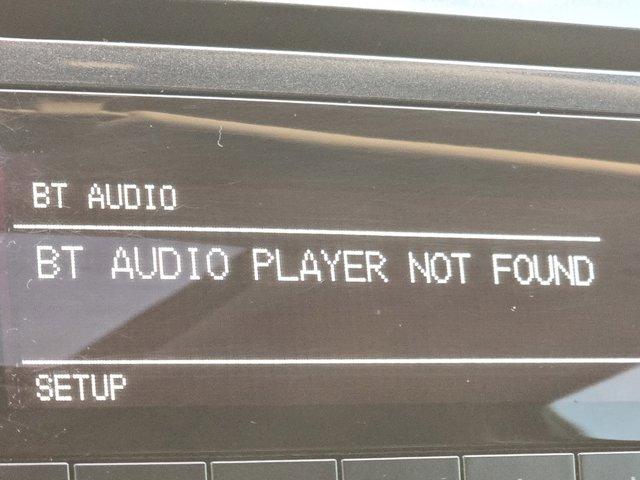 BT AUDIO
BT AUDIO PLAYER NOT FOUND
SETUP